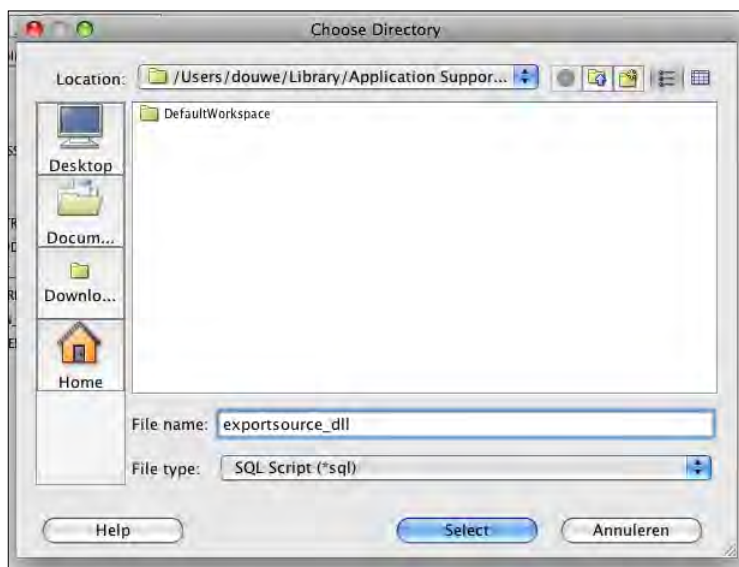 Choose Directory
Location: /Users/douwe/Library/Application Suppor...
DefaultWorkspace
Desktop
Docum...
Downlo...
Home
File name: exportsource_dll
File type: SQL Script (*sql)
Help Select Annuleren